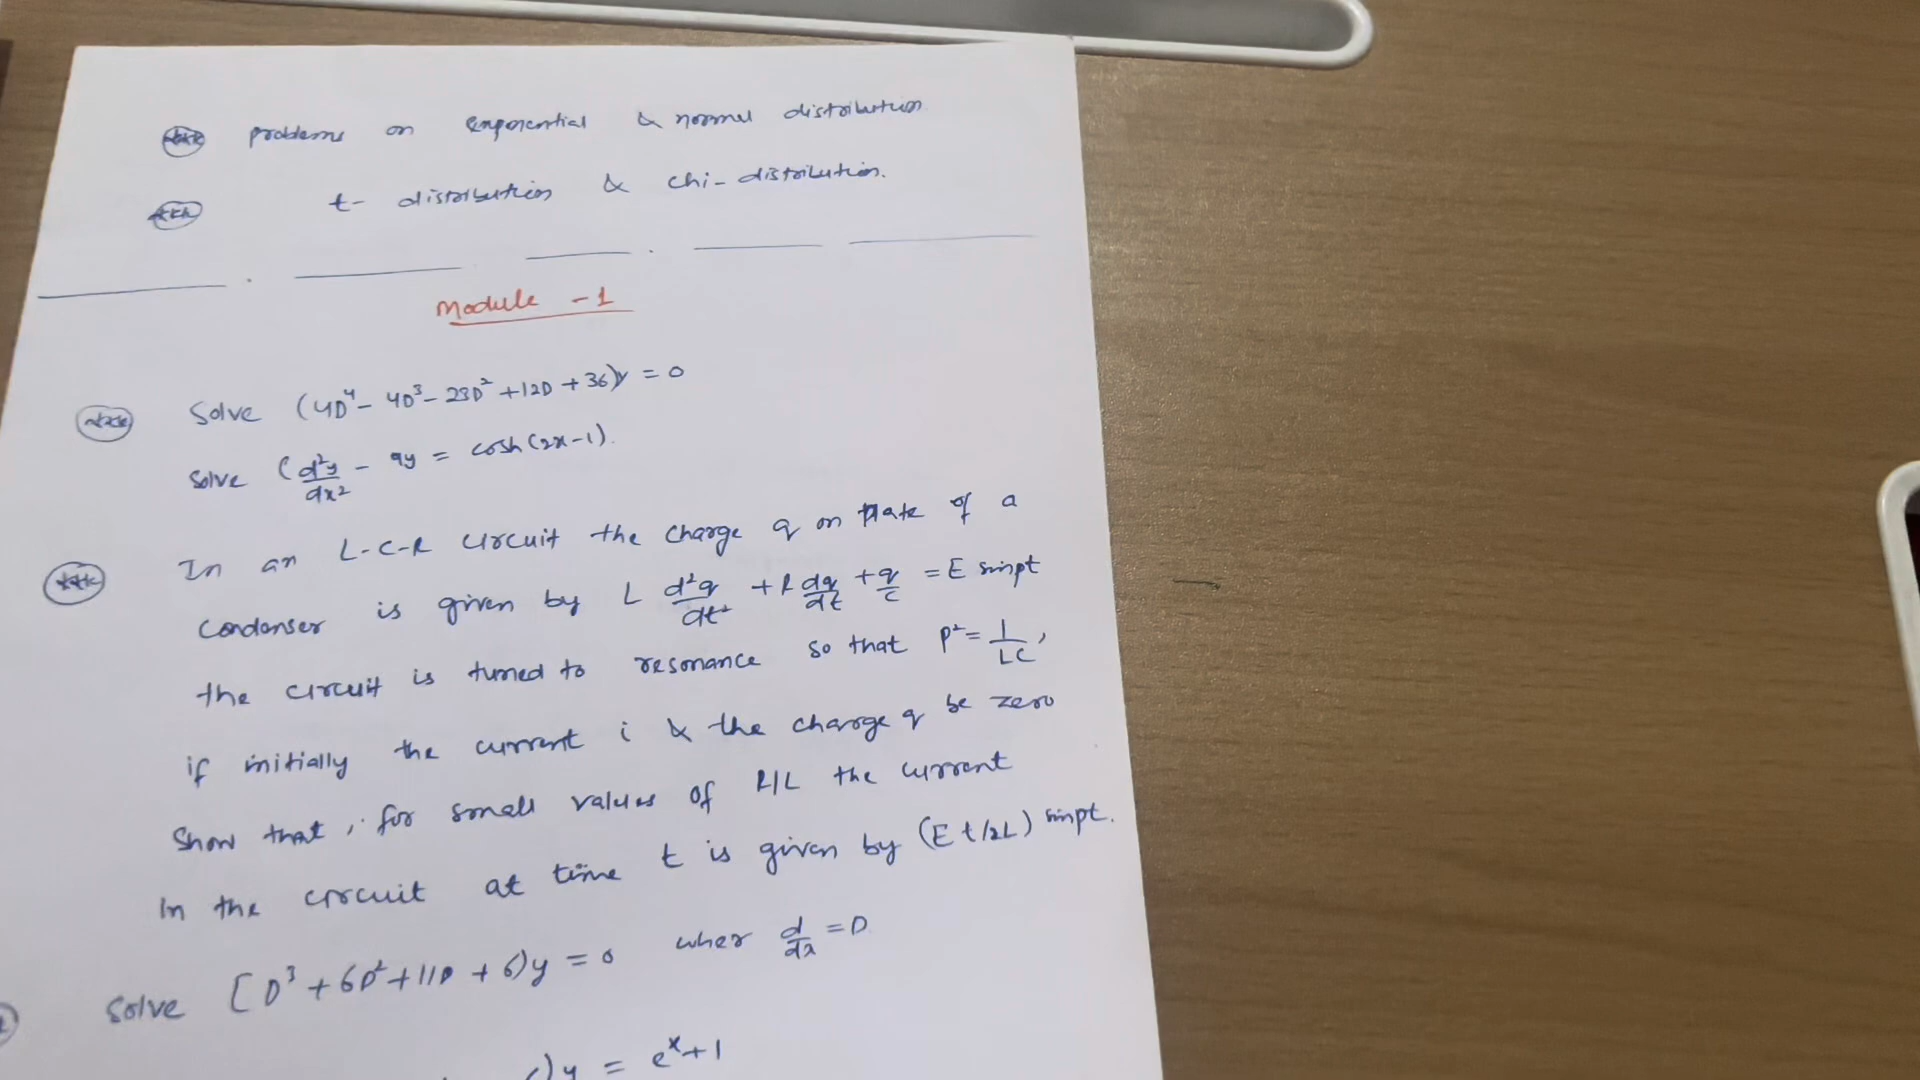 problems on exponential & normal distribution
t- distribution & chi-distribution.
Module -1
Solve (4D⁴- 4D³- 23D² +12D + 36)y = 0
Solve (d²y/dx² - 9y = cosh(2x-1).
In an L-C-R circuit the charge q on plate of a
Condenser is given by L d²q/dt² + R dq/dt + q/c = E sinpt
the circuit is tuned to resonance so that p² = 1/LC,
if initially the current i & the charge q be zero
Show that, for small values of R/L the current
In the circuit at time t is given by (E t/2L) sinpt.
Solve [D³+6D²+11D + 6)y = 0 wher d/dx = D
)y = eˣ+1